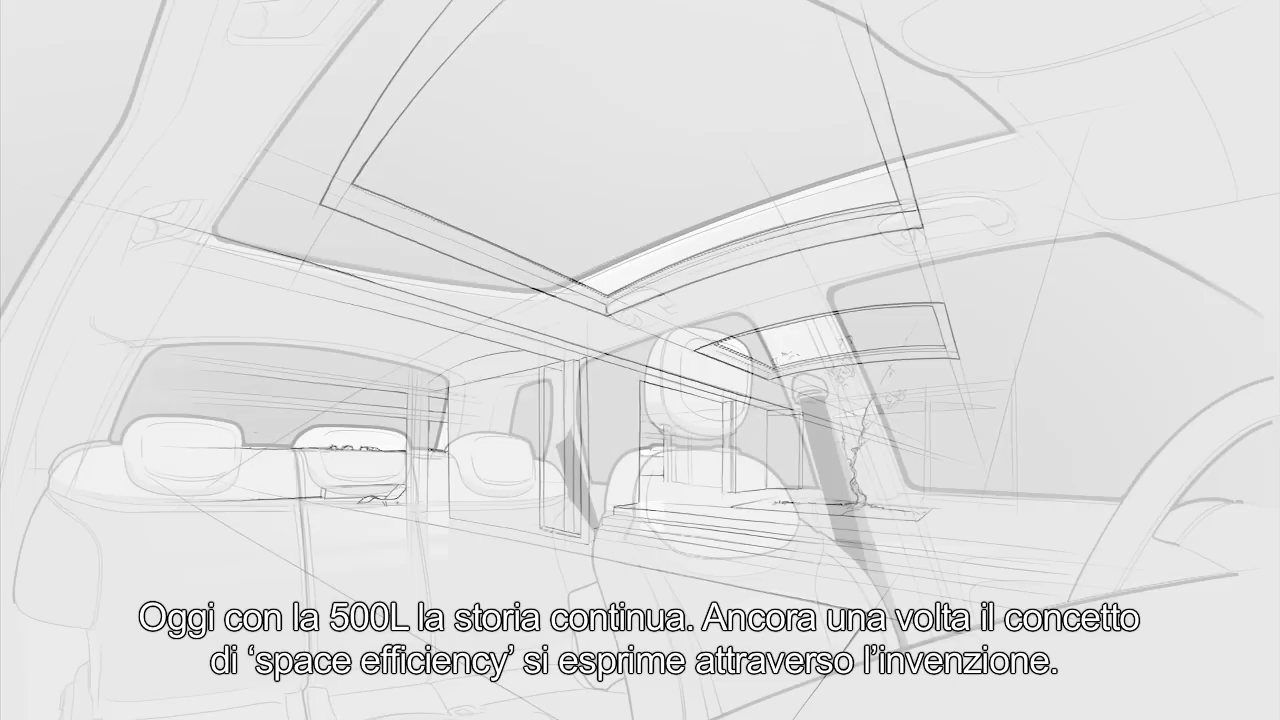 Oggi con la 500L la storia continua. Ancora una volta il concetto
di ‘space efficiency’ si esprime attraverso l’invenzione.